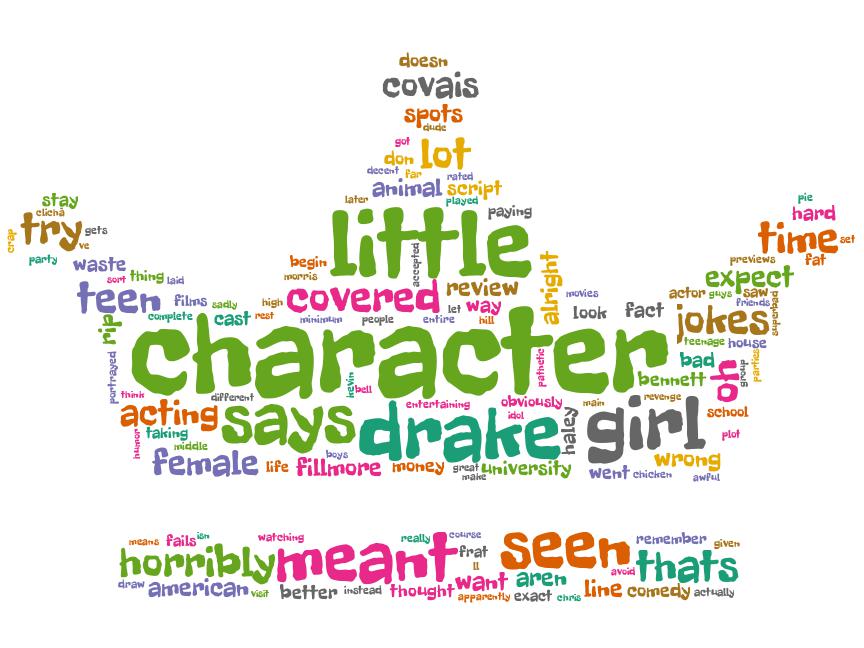 doesn
covais
spots
dude
got
don lot
decent far rated
animal script
later played
paying
little
accepted
stay
clichã
try gets
crap
ve
party
waste
sort thing laid
teen films sadly
complete cast rest
rip
portrayed
begin
morris
high covered review
let way
minimum people entire hill
alright
movies
look fact
pie
hard
time set
fat
previews
expect
actor guys saw
friends
superbad
jokes
teenage house
bad
oh
group
parties
bennett
character
pathetic
different
kevin
bell
think
acting says
taking
humor
middle
female life fillmore money great university
boys
make
entertaining
obviously
idol
drake
haley
main
revenge
girl
school
plot
wrong
went chicken awful
means fails isn watching really course
horribly meant frat seen remember given
ll
avoid
thats
draw american visit better instead thought want aren
apparently exact chris line comedy actually